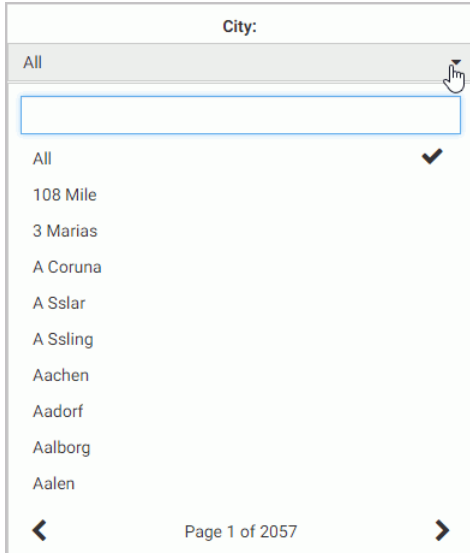 City:
All
All
108 Mile
3 Marias
A Coruna
A Sslar
A Ssling
Aachen
Aadorf
Aalborg
Aalen
Page 1 of 2057